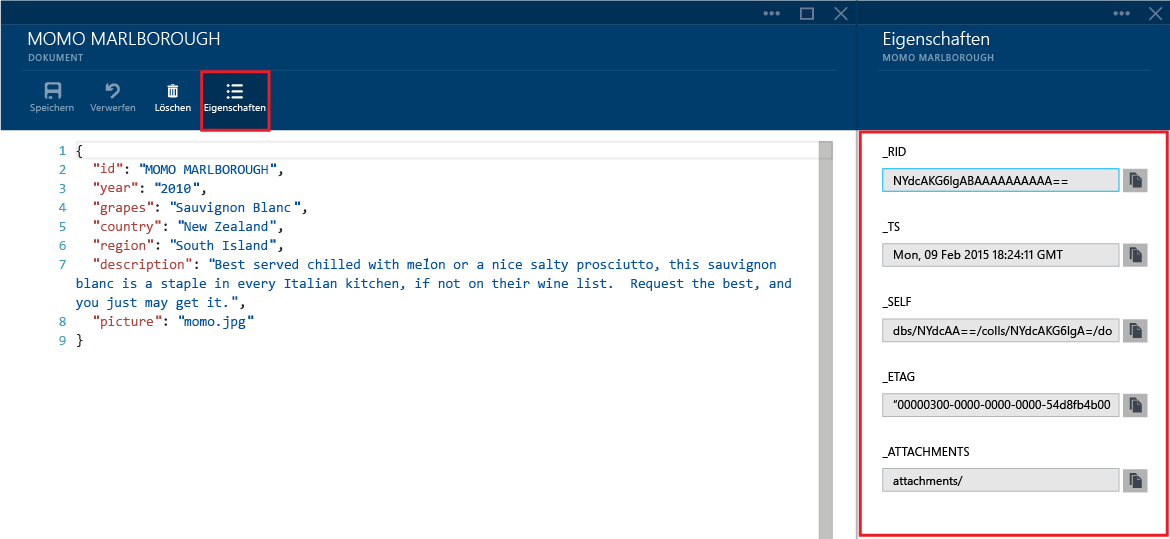 MOMO MARLBOROUGH
DOKUMENT
Speichern Verwerfen Löschen Eigenschaften
1 {
2 "id": "MOMO MARLBOROUGH",
3 "year": "2010",
4 "grapes": "Sauvignon Blanc",
5 "country": "New Zealand",
6 "region": "South Island",
7 "description": "Best served chilled with melon or a nice salty prosciutto, this sauvignon
blanc is a staple in every Italian kitchen, if not on their wine list.  Request the best, and
you just may get it.",
8 "picture": "momo.jpg"
9 }
Eigenschaften
MOMO MARLBOROUGH
_RID
NYdcAKG6IgABAAAAAAAAAA==
_TS
Mon, 09 Feb 2015 18:24:11 GMT
_SELF
dbs/NYdcAA==/colls/NYdcAKG6IgA=/do
_ETAG
"00000300-0000-0000-0000-54d8fb4b00
_ATTACHMENTS
attachments/